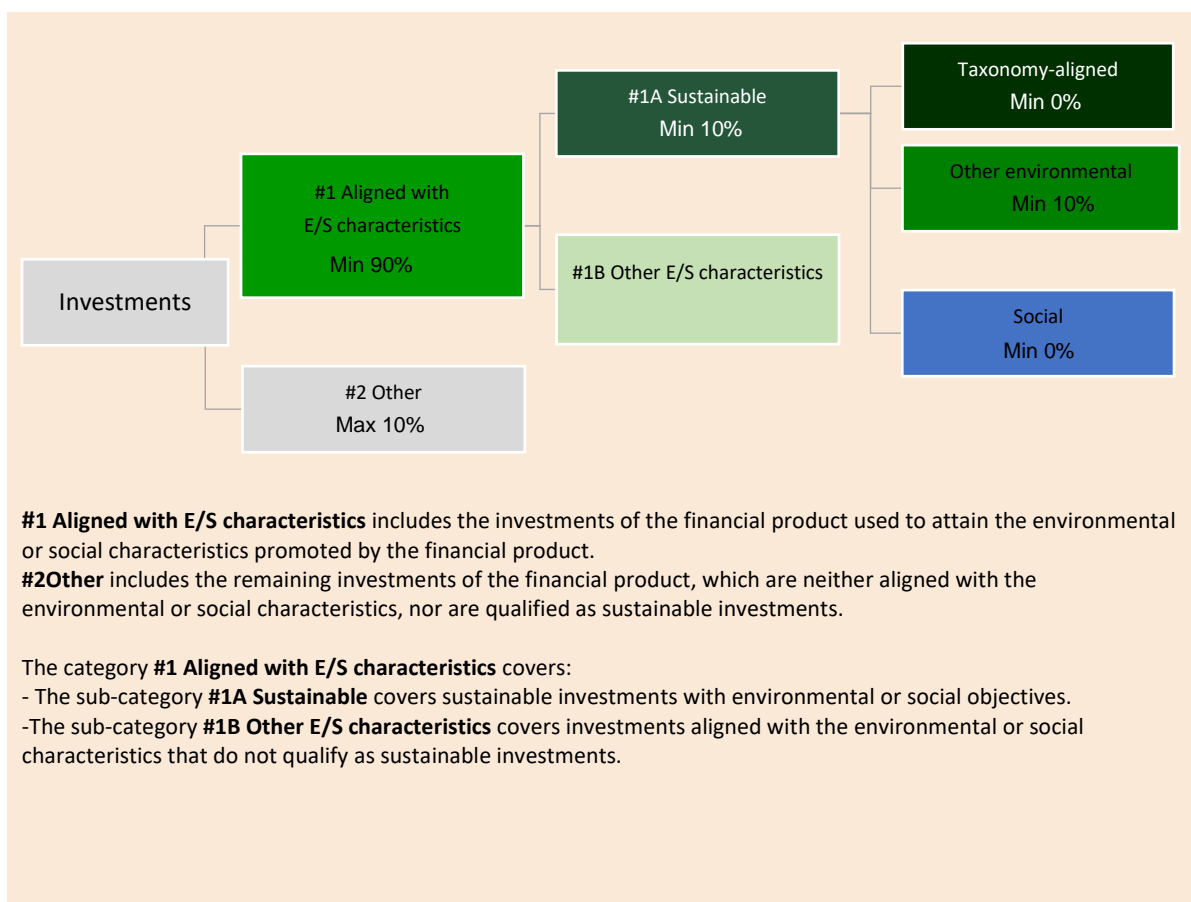 Investments
#1 Aligned with
E/S characteristics
Min 90%
#2 Other
Max 10%
#1A Sustainable
Min 10%
#1B Other E/S characteristics
Taxonomy-aligned
Min 0%
Other environmental
Min 10%
Social
Min 0%
#1 Aligned with E/S characteristics includes the investments of the financial product used to attain the environmental
or social characteristics promoted by the financial product.
#2Other includes the remaining investments of the financial product, which are neither aligned with the
environmental or social characteristics, nor are qualified as sustainable investments.
The category #1 Aligned with E/S characteristics covers:
- The sub-category #1A Sustainable covers sustainable investments with environmental or social objectives.
-The sub-category #1B Other E/S characteristics covers investments aligned with the environmental or social
characteristics that do not qualify as sustainable investments.